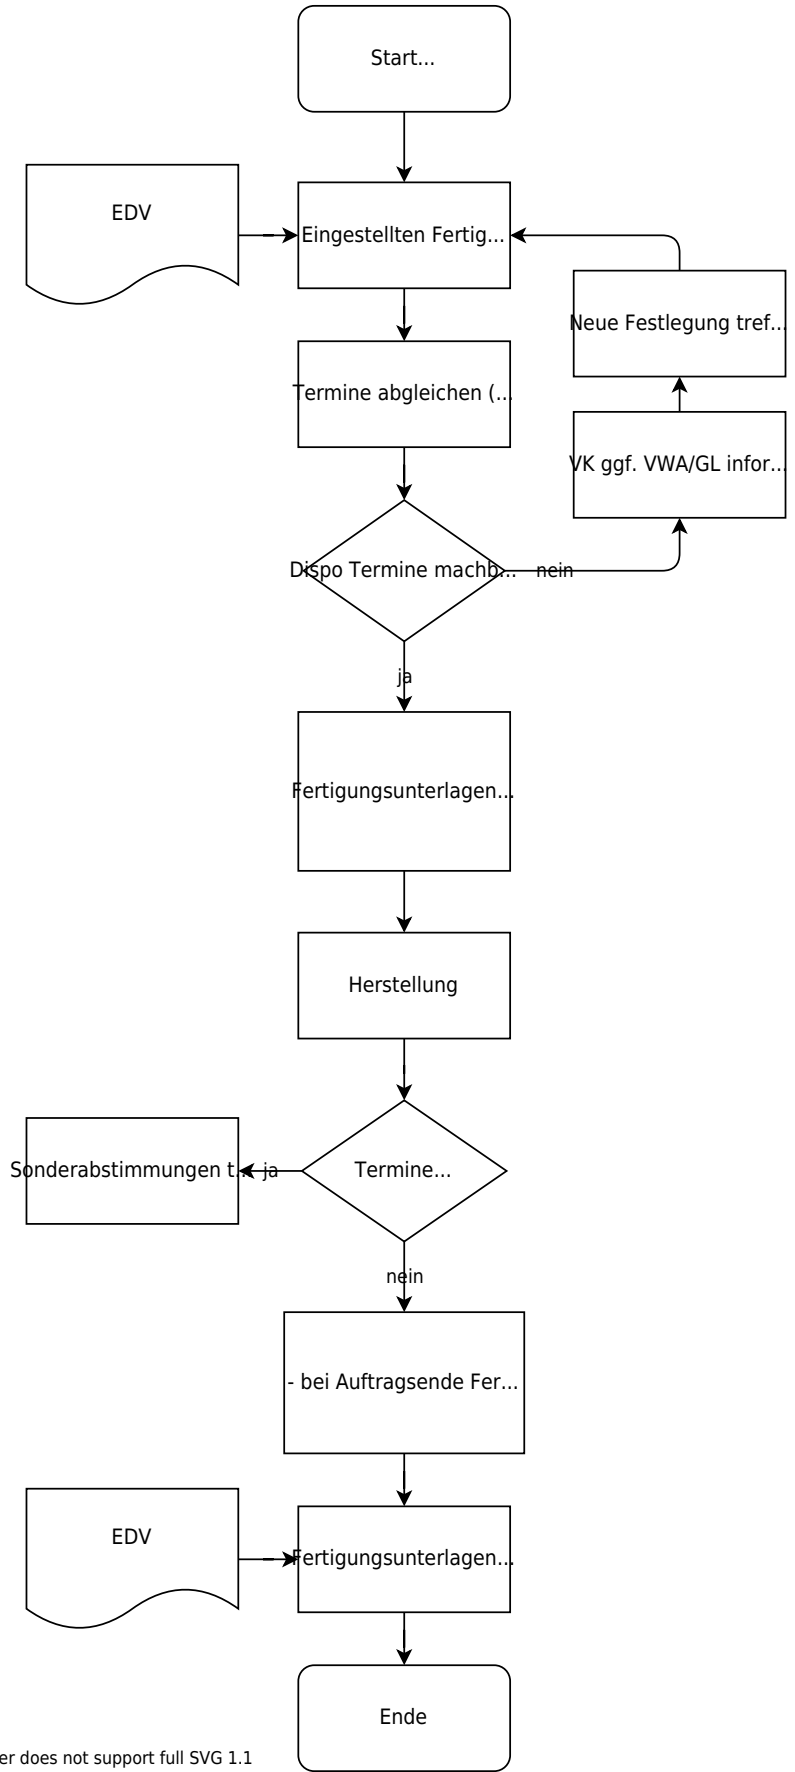 Start...
EDV
Eingestellten Fertig...
Neue Festlegung tref...
Termine abgleichen (...
VK ggf. VWA/GL infor...
Dispo Termine machb...
nein
ja
Fertigungsunterlagen...
Herstellung
Sonderabstimmungen t...
ja
Termine...
nein
- bei Auftragsende Fer...
EDV
Fertigungsunterlagen...
Ende
er does not support full SVG 1.1